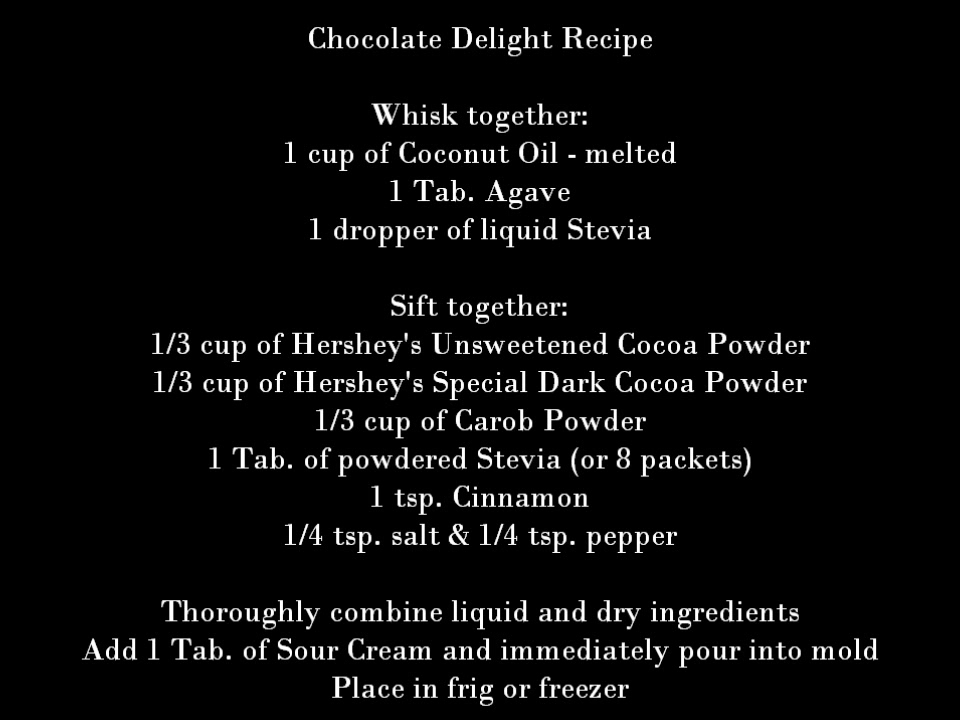 Chocolate Delight Recipe
Whisk together:
1 cup of Coconut Oil - melted
1 Tab. Agave
1 dropper of liquid Stevia
Sift together:
1/3 cup of Hershey's Unsweetened Cocoa Powder
1/3 cup of Hershey's Special Dark Cocoa Powder
1/3 cup of Carob Powder
1 Tab. of powdered Stevia (or 8 packets)
1 tsp. Cinnamon
1/4 tsp. salt & 1/4 tsp. pepper
Thoroughly combine liquid and dry ingredients
Add 1 Tab. of Sour Cream and immediately pour into mold
Place in frig or freezer